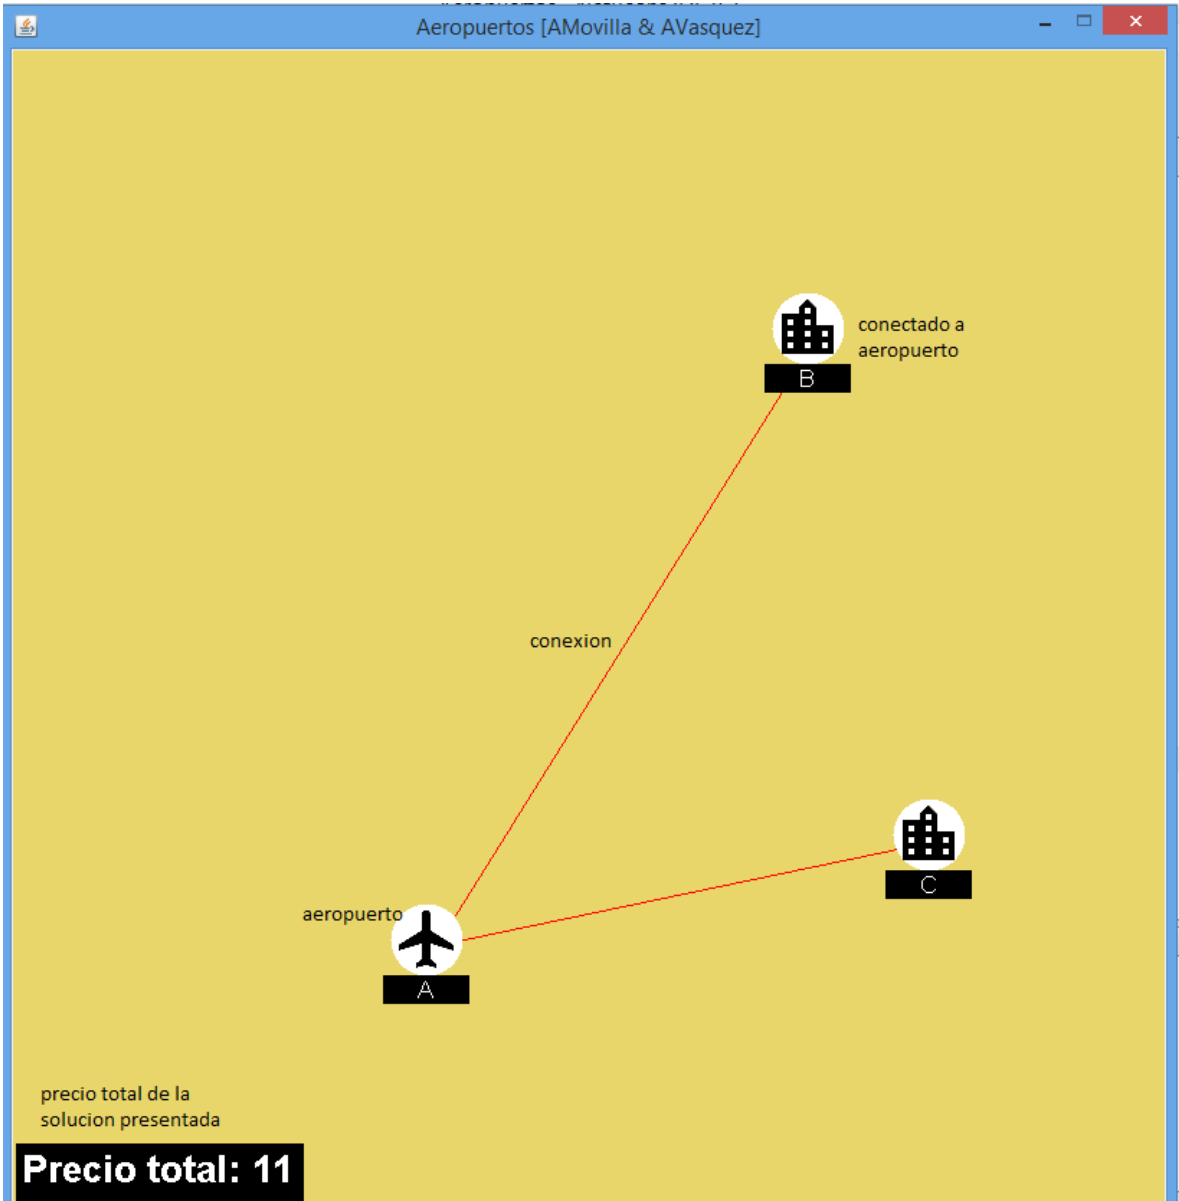 Aeropuertos [AMovilla & AVasquez]
conectado a
aeropuerto
B
conexion
C
aeropuerto
A
precio total de la
solucion presentada
Precio total: 11